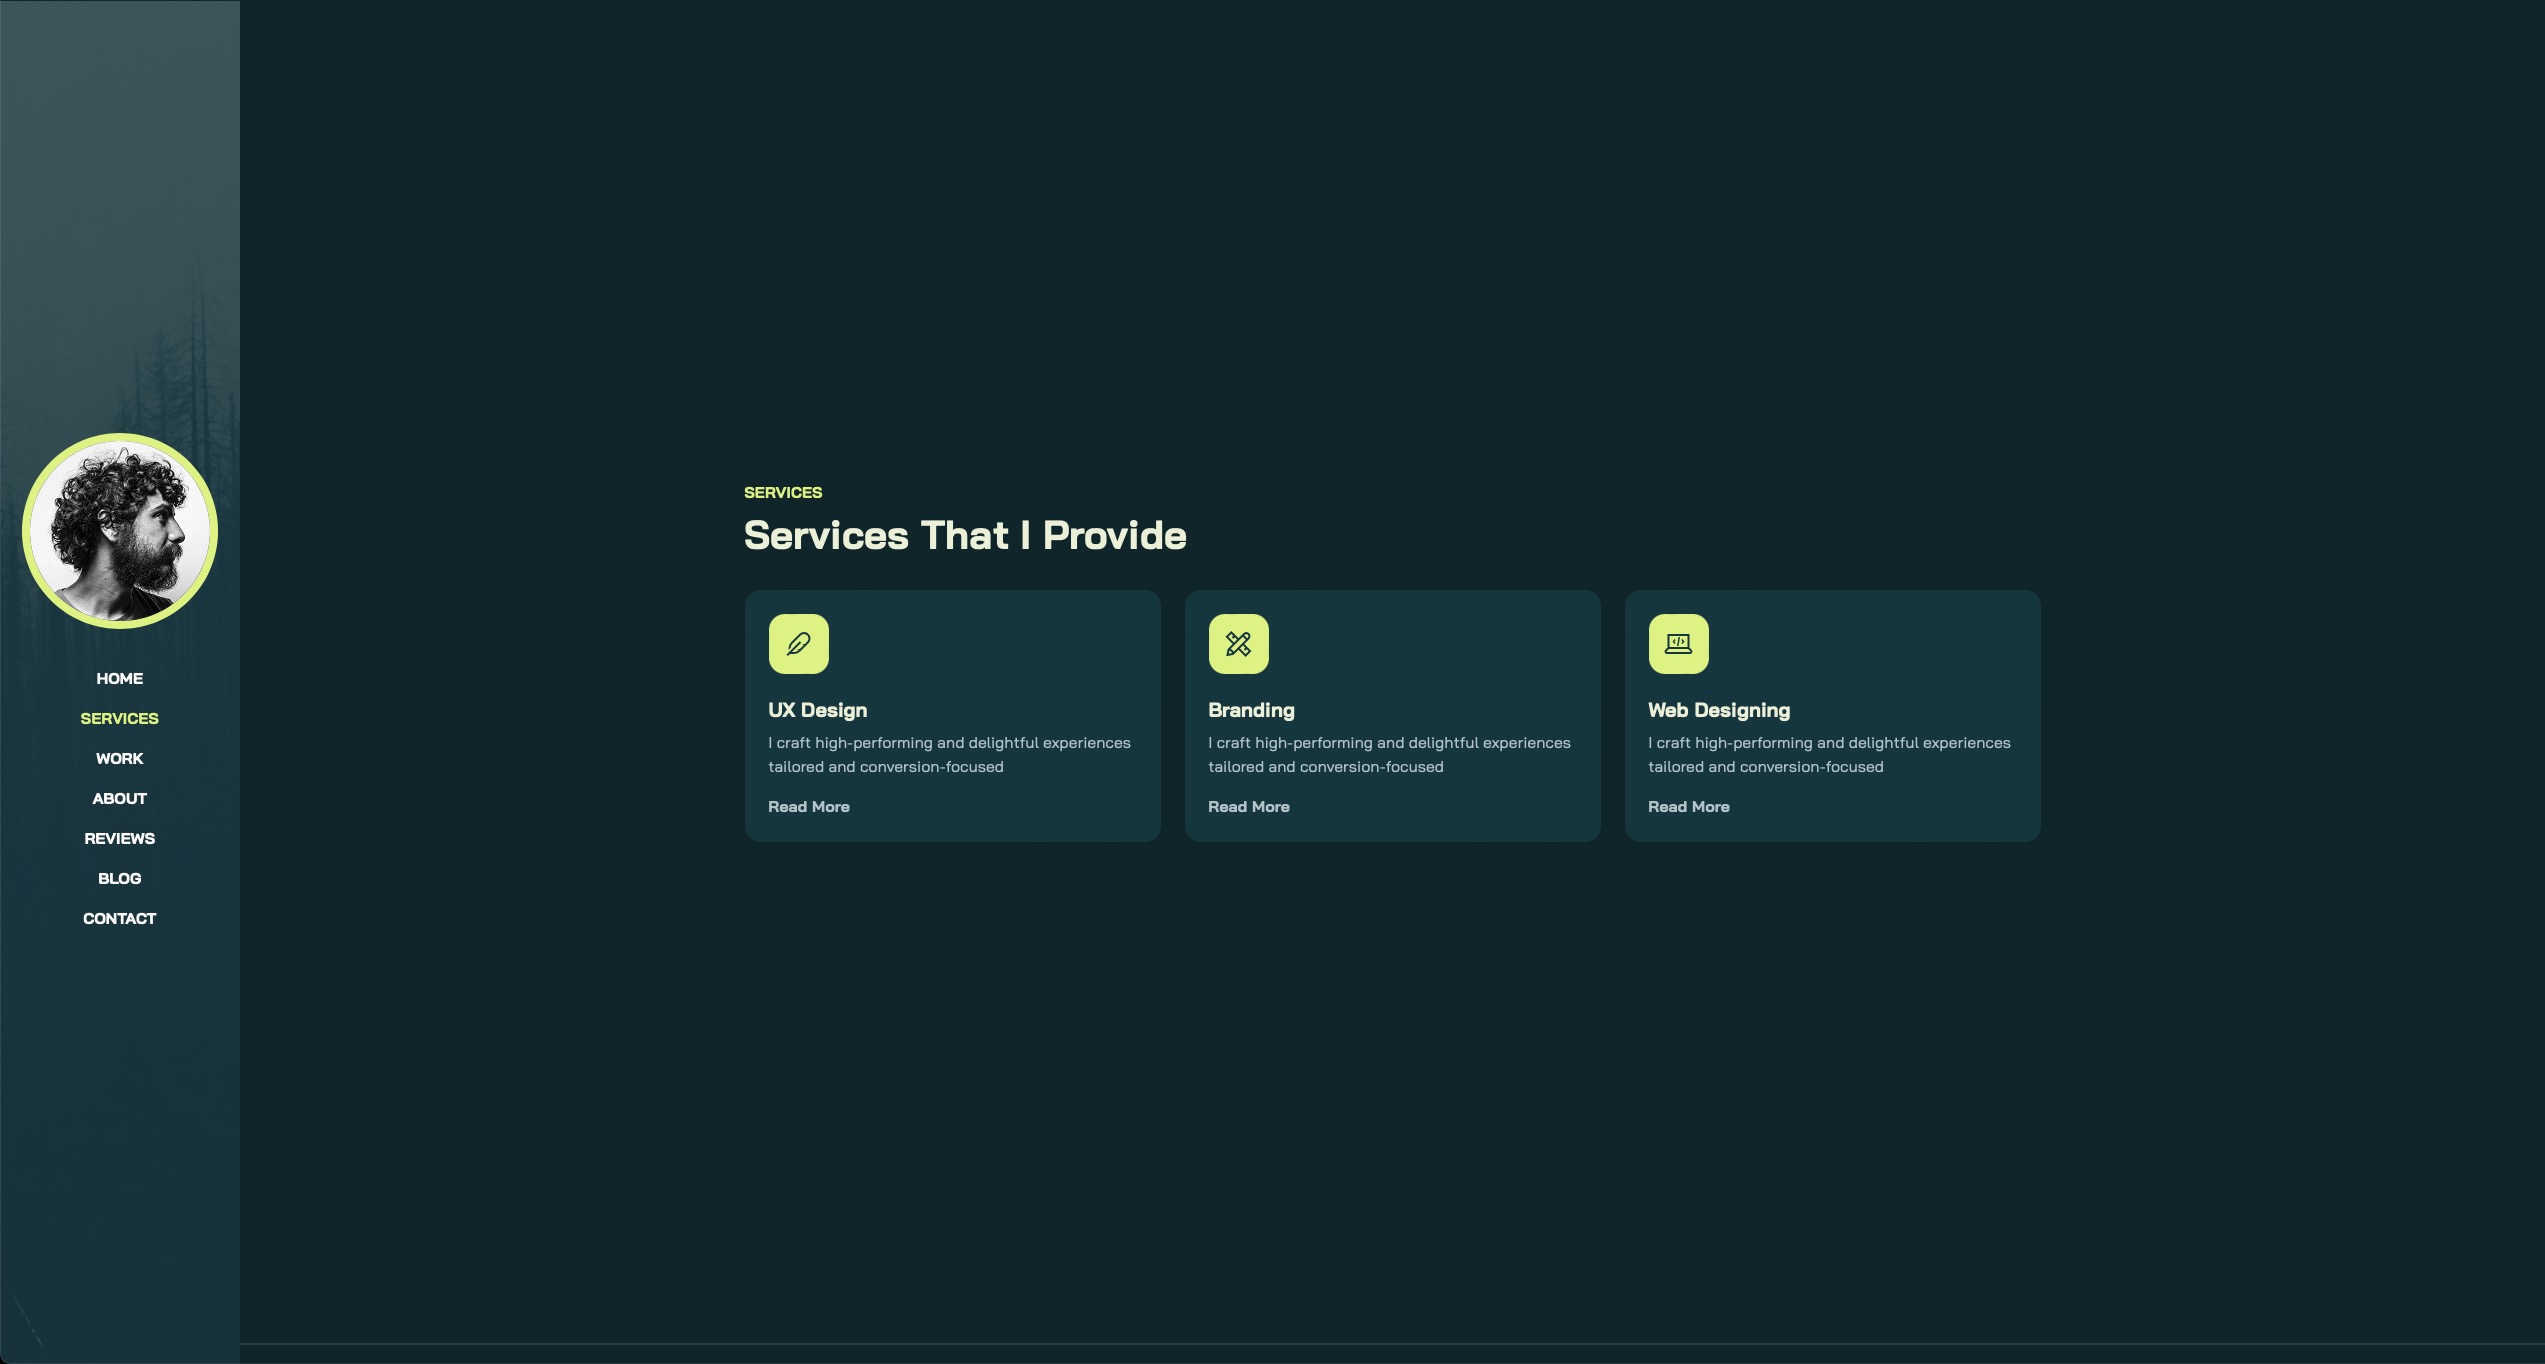 HOME
SERVICES
WORK
ABOUT
REVIEWS
BLOG
CONTACT
SERVICES
Services That I Provide
UX Design
I craft high-performing and delightful experiences
tailored and conversion-focused
Read More
Branding
I craft high-performing and delightful experiences
tailored and conversion-focused
Read More
Web Designing
I craft high-performing and delightful experiences
tailored and conversion-focused
Read More